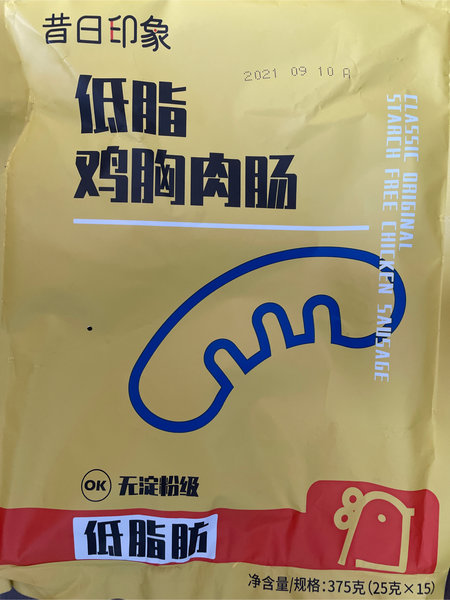 昔日印象
2021 09 10 A
低脂
鸡胸肉肠
CLASSIC ORIGINAL
STARCH FREE CHICKEN SAUSAGE
OK 无淀粉级
低脂肪
净含量/规格:375克(25克×15)